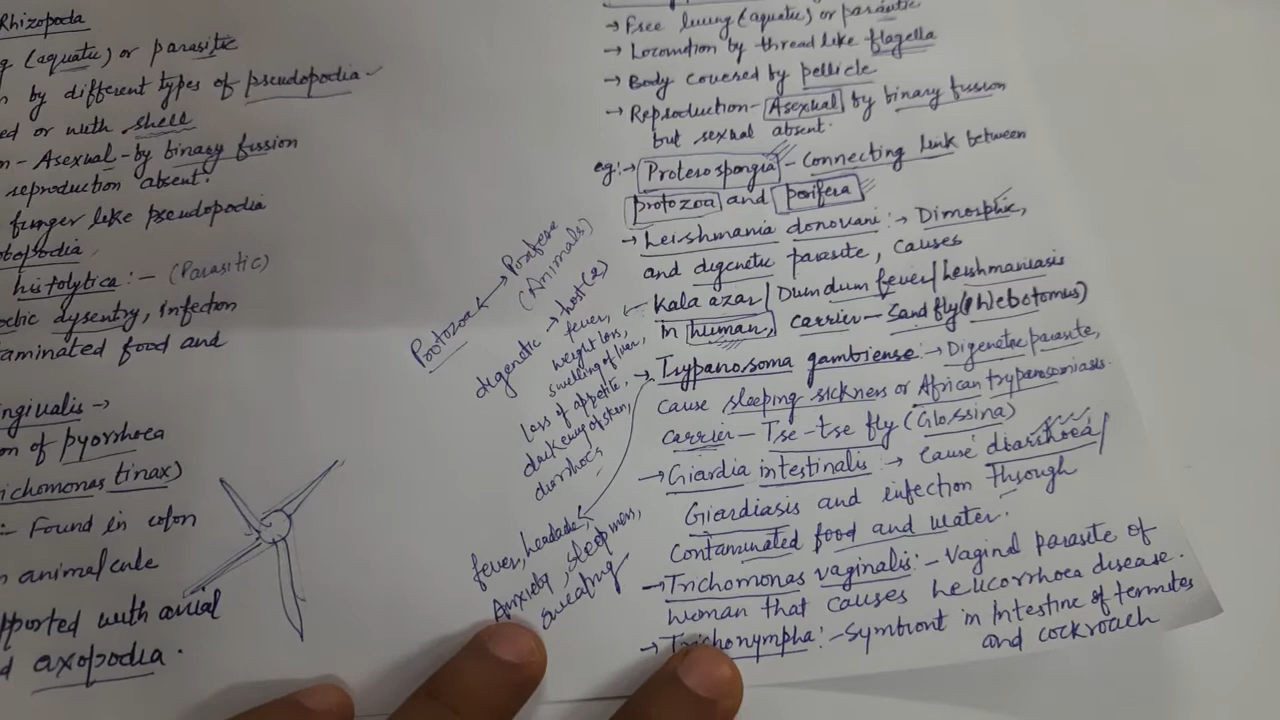 Rhizopoda
(aquatic) or parasitic
by different types of pseudopodia
or with shell
- Asexual - by binary fission
reproduction absent.
funger like pseudopodia
histolytica :- (Parasitic)
dysentry, infection
food and
of pyorrhoea
tinax)
:- Found in colon
animalcule
with axial
axopodia.
→ Free living (aquatic) or parasitic
→ Locomotion by thread like flagella
→ Body covered by pellicle
→ Reproduction - Asexual by binary fission
but sexual absent.
eg:→ Proterospongia - Connecting link between
protozoa and porifera
→ Leishmania donovani :→ Dimorphic,
and digenetic parasite, causes
Kala azar / Dumdum fever / Leishmaniasis
in human, carrier - Sand fly (Phlebotomus)
→ Trypanosoma gambiense :→ Digenetic parasite,
cause sleeping sickness or African trypanosomiasis.
carrier - Tse-tse fly (Glossina)
→ Giardia intestinalis → Cause diarrhoea /
Giardiasis and infection through
Contaminated food and water.
→ Trichomonas vaginalis :- Vaginal parasite of
woman that causes leucorrhoea disease.
→ Trichonympha :- Symbiont in Intestine of termites
and cockroach
Protozoa ← → Porifera
(Animals)
digenetic → host (2)
fever,
weight loss,
swelling of liver,
loss of appetite,
darkening of skin,
diarrhoea
fever, headache,
Anxiety, sleepiness,
sweating